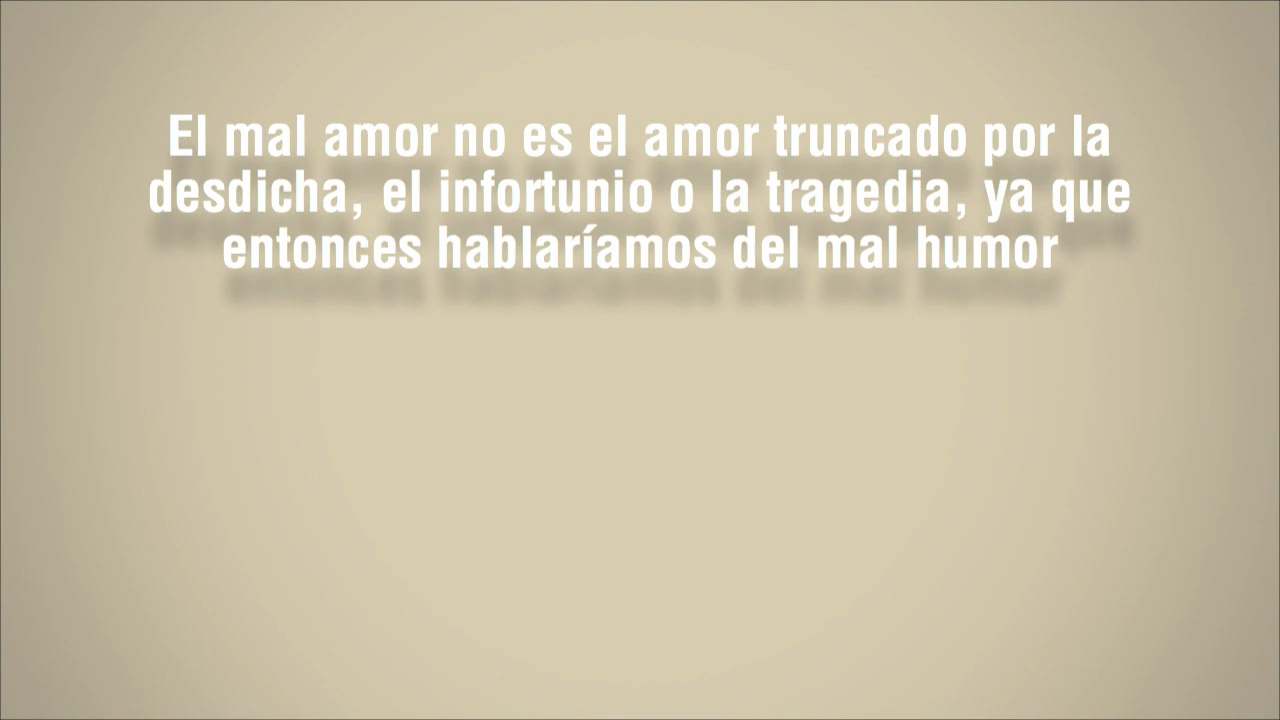 El mal amor no es el amor truncado por la
desdicha, el infortunio o la tragedia, ya que
entonces hablaríamos del mal humor